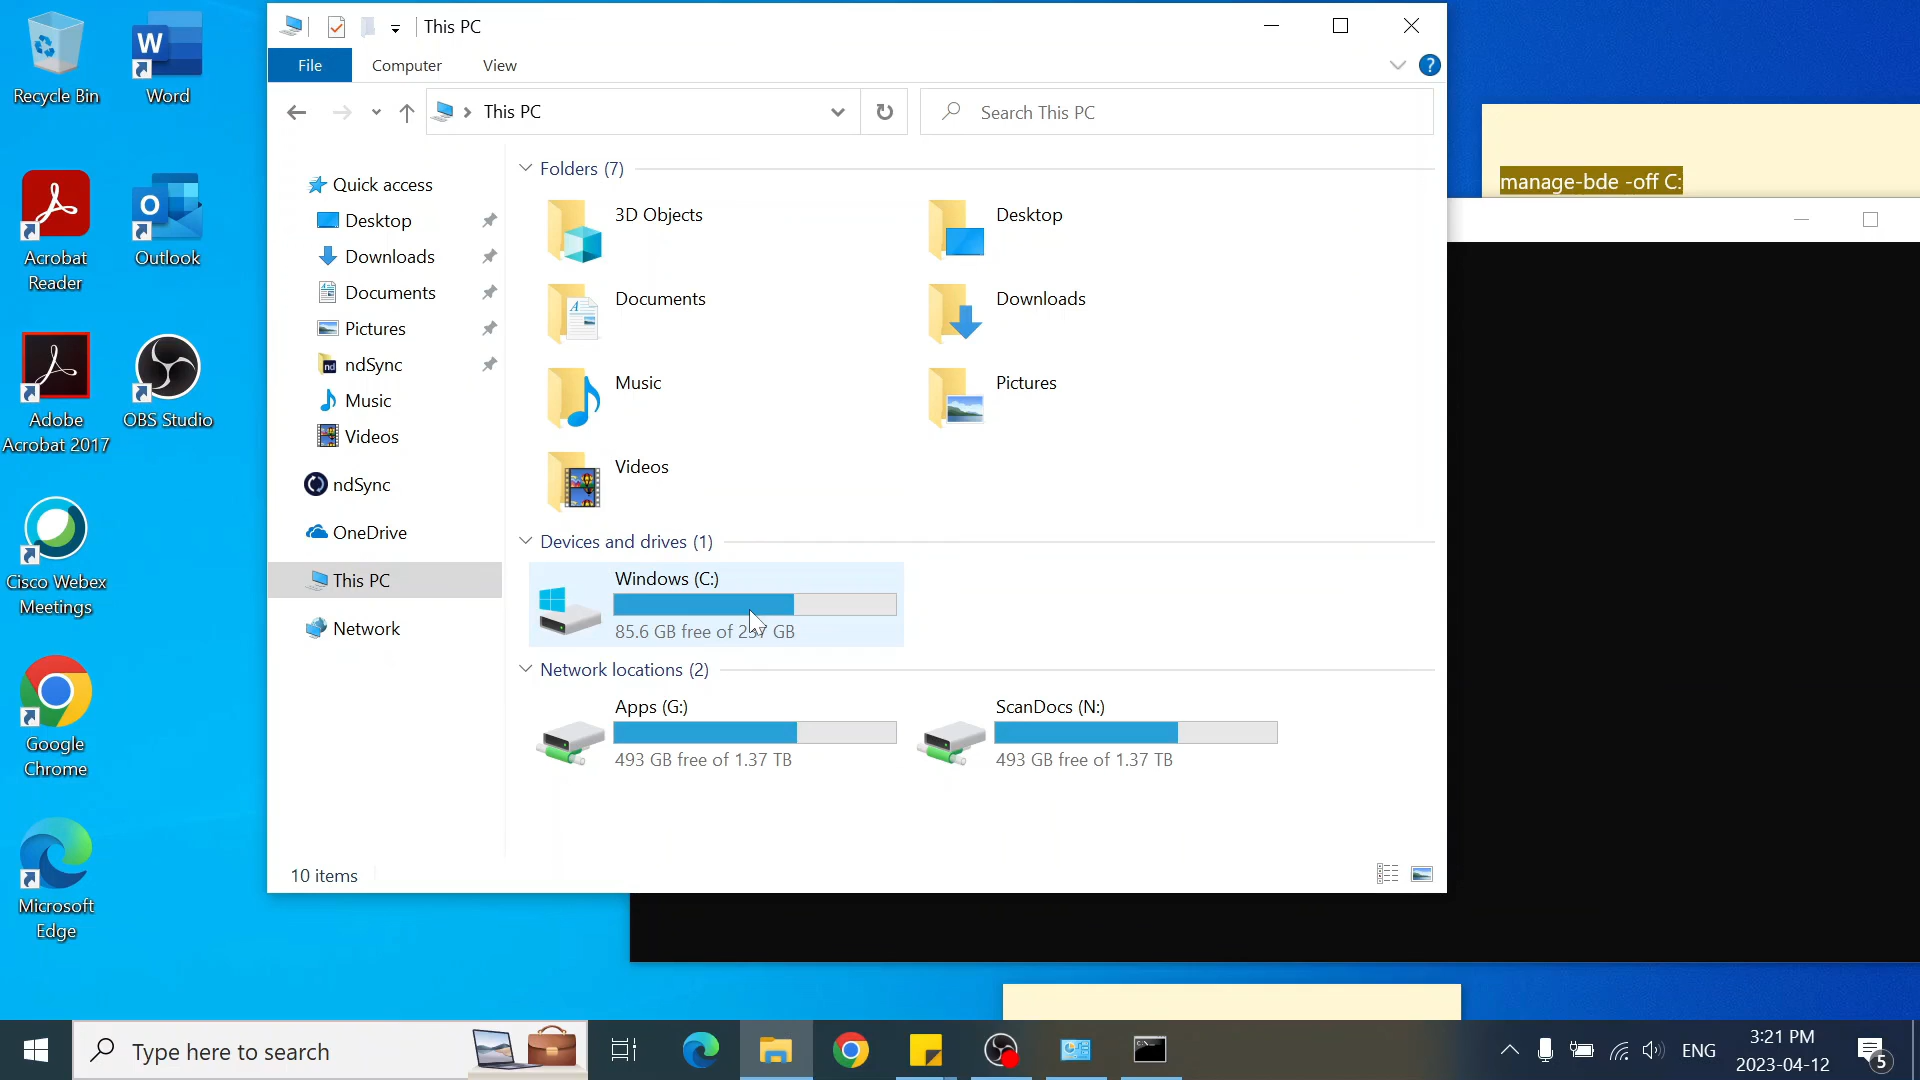 Recycle Bin
Word
Acrobat
Reader
Outlook
Adobe
Acrobat 2017
OBS Studio
Cisco Webex
Meetings
Google
Chrome
Microsoft
Edge
This PC
File
Computer
View
This PC
Search This PC
Quick access
Desktop
Downloads
Documents
Pictures
ndSync
Music
Videos
ndSync
OneDrive
This PC
Network
Folders (7)
3D Objects
Desktop
Documents
Downloads
Music
Pictures
Videos
Devices and drives (1)
Windows (C:)
85.6 GB free of 237 GB
Network locations (2)
Apps (G:)
493 GB free of 1.37 TB
ScanDocs (N:)
493 GB free of 1.37 TB
10 items
manage-bde -off C:
Type here to search
ENG
3:21 PM
2023-04-12
5